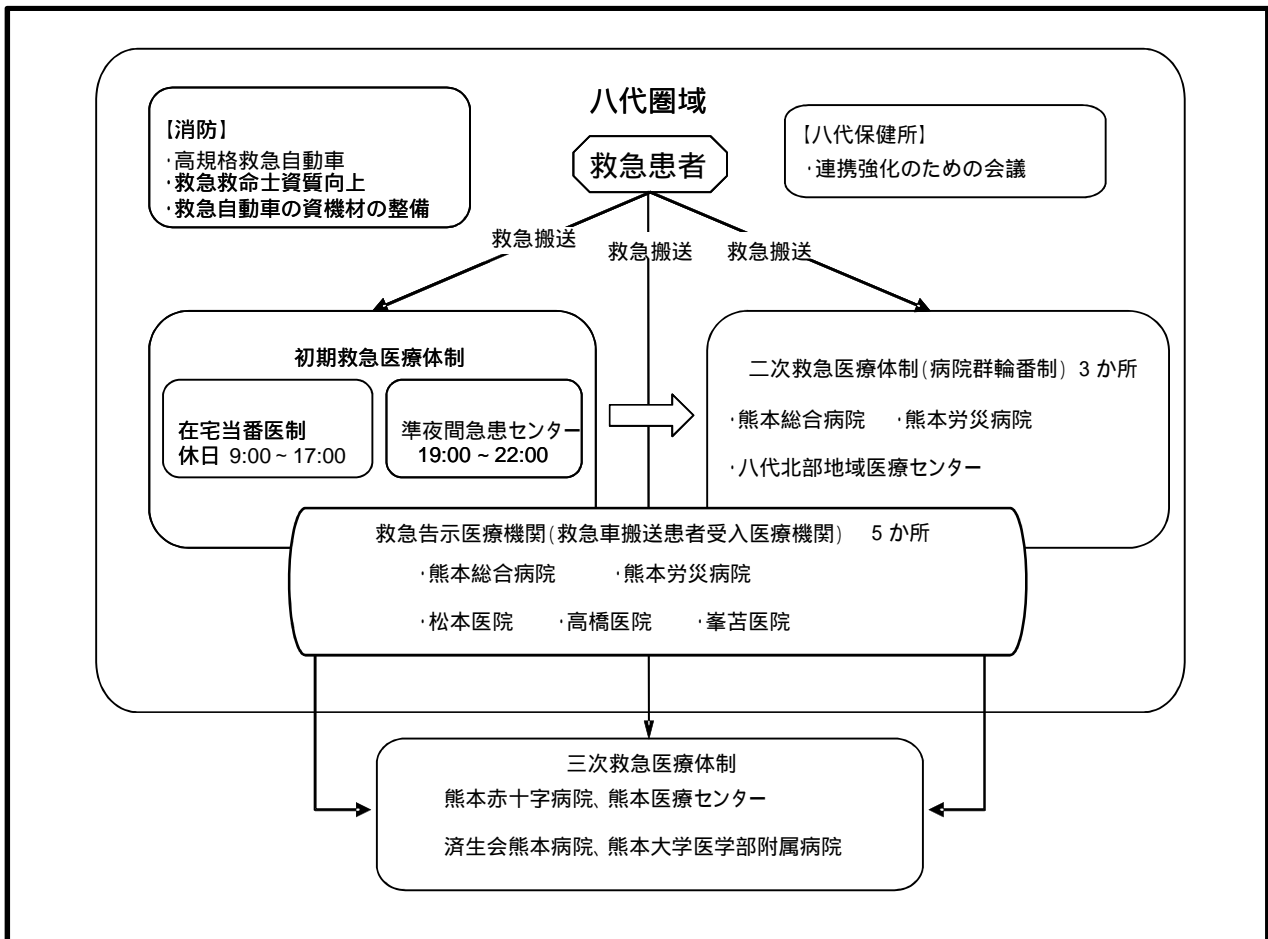 八代圏域
【消防】
・高規格救急自動車
・救急救命士資質向上
・救急自動車の資機材の整備
救急患者
【八代保健所】
・連携強化のための会議
救急搬送
救急搬送
救急搬送
初期救急医療体制
在宅当番医制
休日 9:00~17:00
準夜間急患センター
19:00~22:00
二次救急医療体制(病院群輪番制) 3か所
・熊本総合病院 ・熊本労災病院
・八代北部地域医療センター
救急告示医療機関(救急車搬送患者受入医療機関) 5か所
・熊本総合病院 ・熊本労災病院
・松本医院 ・高橋医院 ・峯苫医院
三次救急医療体制
熊本赤十字病院、熊本医療センター
済生会熊本病院、熊本大学医学部附属病院